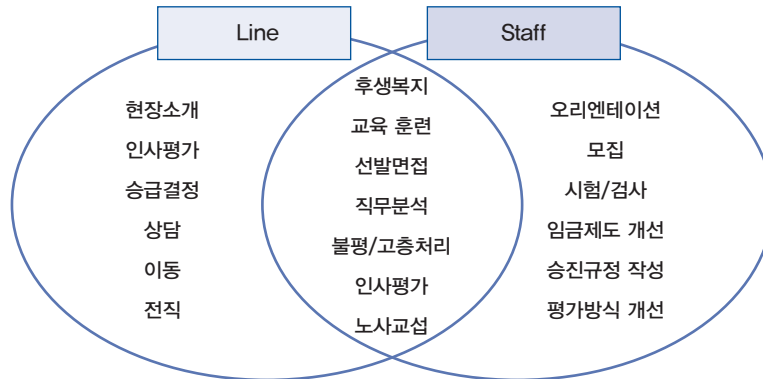 Line
Staff
현장소개
인사평가
승급결정
상담
이동
전직
후생복지
교육 훈련
선발면접
직무분석
불평/고층처리
인사평가
노사교섭
오리엔테이션
모집
시험/검사
임금제도 개선
승진규정 작성
평가방식 개선